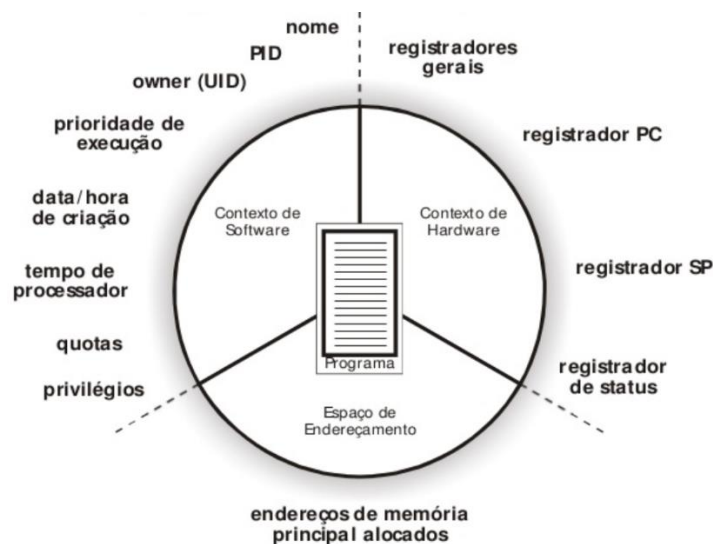 nome
PID
owner (UID)
prioridade de
execução
data/hora
de criação
tempo de
processador
quotas
privilégios
registradores
gerais
registrador PC
registrador SP
registrador
de status
Contexto de
Software
Contexto de
Hardware
Programa
Espaço de
Endereçamento
endereços de memória
principal alocados